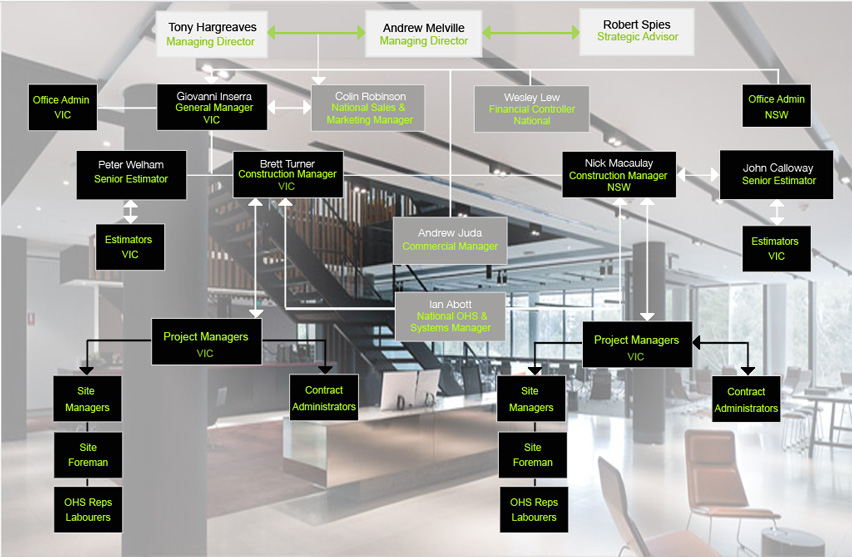 Tony Hargreaves
Managing Director
Andrew Melville
Managing Director
Robert Spies
Strategic Advisor
Office Admin
VIC
Giovanni Inserra
General Manager
VIC
Colin Robinson
National Sales &
Marketing Manager
Wesley Lew
Financial Controller
National
Office Admin
NSW
Peter Welham
Senior Estimator
Brett Turner
Construction Manager
VIC
Nick Macaulay
Construction Manager
NSW
John Calloway
Senior Estimator
Estimators
VIC
Andrew Juda
Commercial Manager
Estimators
VIC
Ian Abott
National OHS &
Systems Manager
Project Managers
VIC
Project Managers
VIC
Site
Managers
Contract
Administrators
Site
Managers
Contract
Administrators
Site
Foreman
Site
Foreman
OHS Reps
Labourers
OHS Reps
Labourers